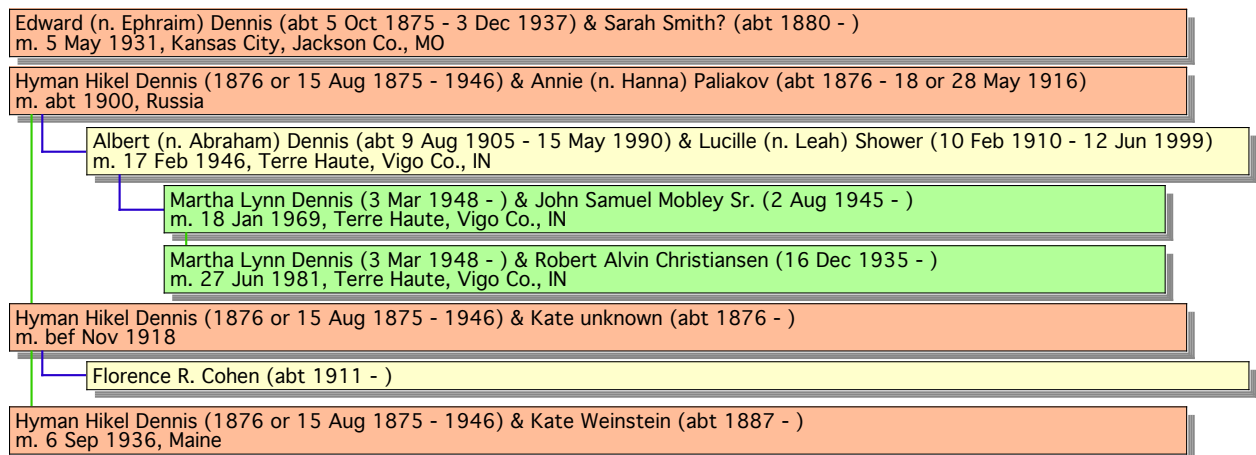 Edward (n. Ephraim) Dennis (abt 5 Oct 1875 - 3 Dec 1937) & Sarah Smith? (abt 1880 - )
m. 5 May 1931, Kansas City, Jackson Co., MO
Hyman Hikel Dennis (1876 or 15 Aug 1875 - 1946) & Annie (n. Hanna) Paliakov (abt 1876 - 18 or 28 May 1916)
m. abt 1900, Russia
Albert (n. Abraham) Dennis (abt 9 Aug 1905 - 15 May 1990) & Lucille (n. Leah) Shower (10 Feb 1910 - 12 Jun 1999)
m. 17 Feb 1946, Terre Haute, Vigo Co., IN
Martha Lynn Dennis (3 Mar 1948 - ) & John Samuel Mobley Sr. (2 Aug 1945 - )
m. 18 Jan 1969, Terre Haute, Vigo Co., IN
Martha Lynn Dennis (3 Mar 1948 - ) & Robert Alvin Christiansen (16 Dec 1935 - )
m. 27 Jun 1981, Terre Haute, Vigo Co., IN
Hyman Hikel Dennis (1876 or 15 Aug 1875 - 1946) & Kate unknown (abt 1876 - )
m. bef Nov 1918
Florence R. Cohen (abt 1911 - )
Hyman Hikel Dennis (1876 or 15 Aug 1875 - 1946) & Kate Weinstein (abt 1887 - )
m. 6 Sep 1936, Maine